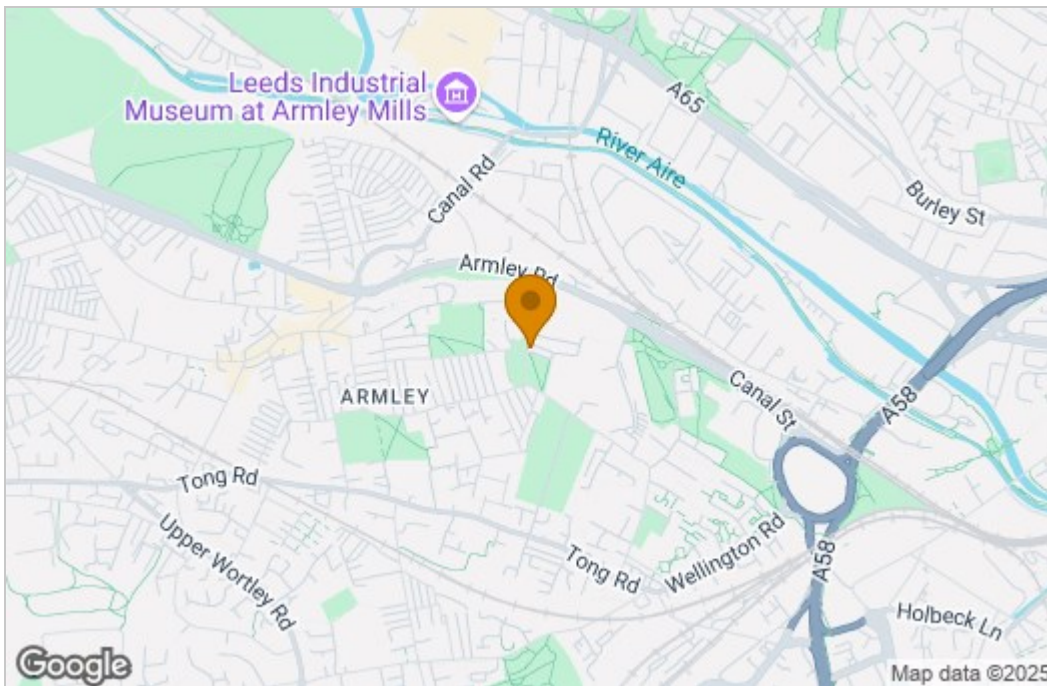 Leeds Industrial
Museum at Armley Mills
A65
River Aire
Canal Rd
Burley St
Armley Rd
ARMLEY
Canal St
A58
Tong Rd
Upper Wortley Rd
Tong Rd
Wellington Rd
A58
Holbeck Ln
Google
Map data ©2025